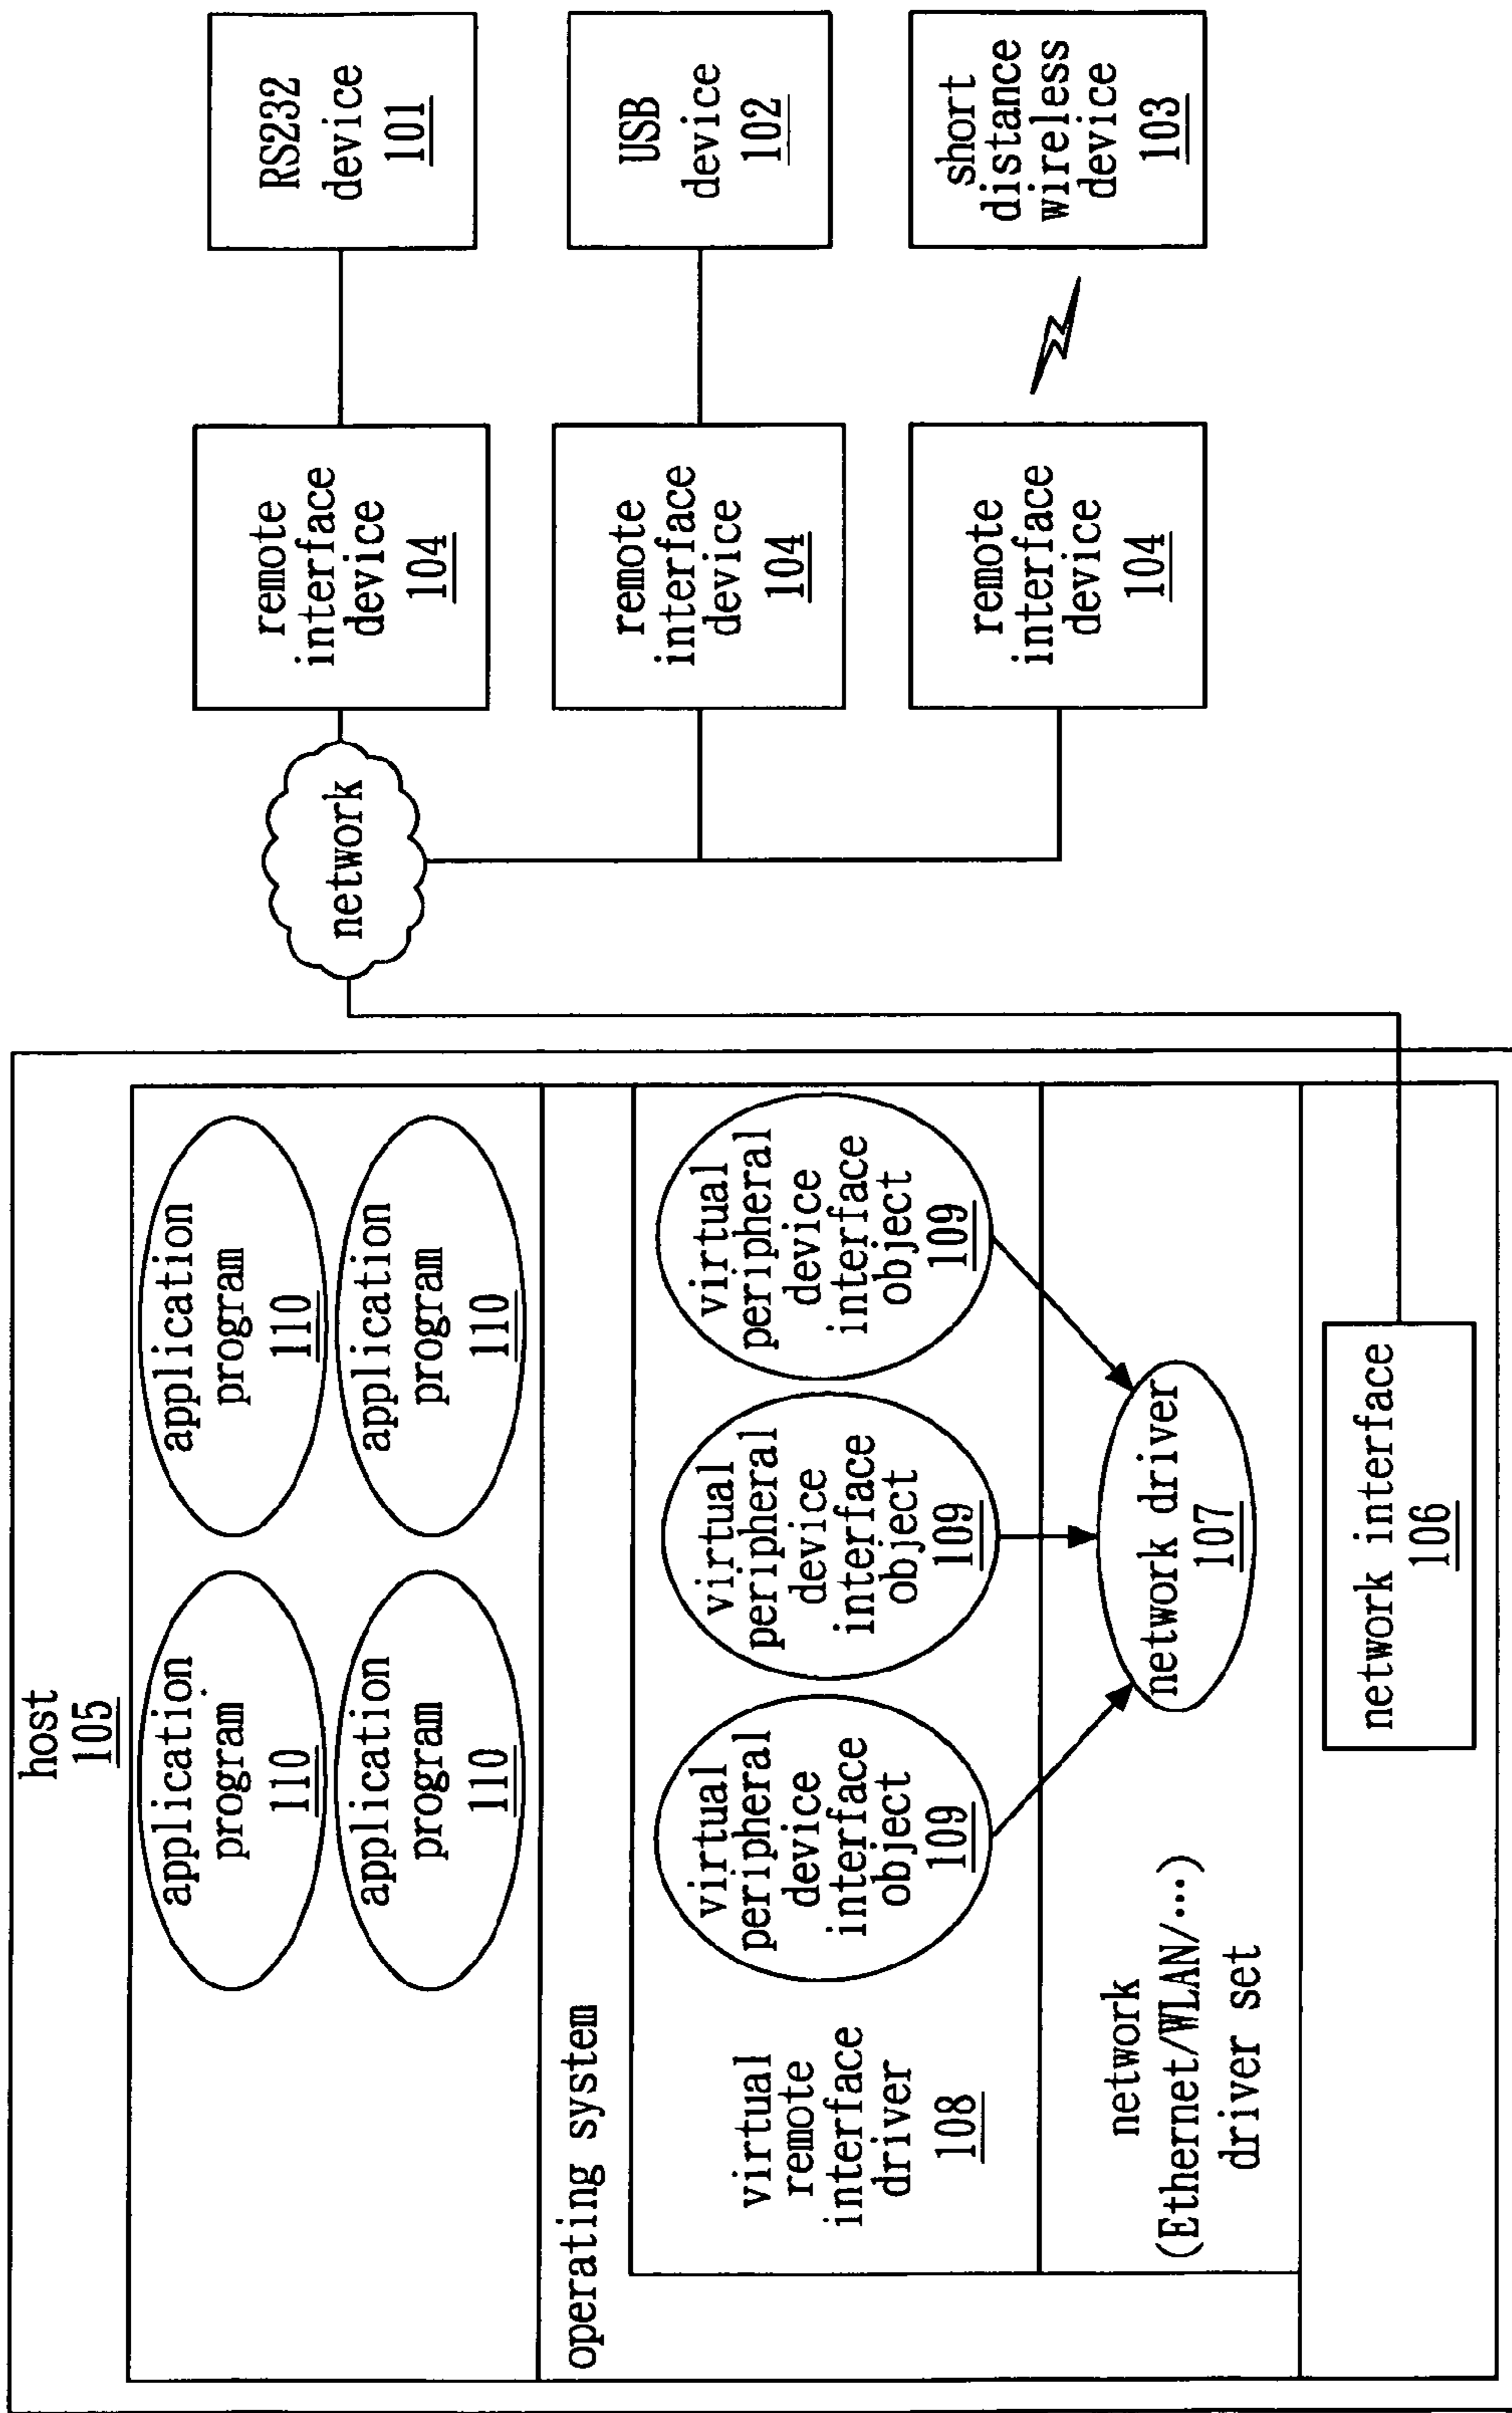 host
105
application
program
110
application
program
110
application
program
110
application
program
110
operating system
virtual
remote
interface
driver
108
virtual
peripheral
device
interface
object
109
virtual
peripheral
device
interface
object
109
virtual
peripheral
device
interface
object
109
network
(Ethernet/WLAN/...)
driver set
network driver
107
network interface
106
network
remote
interface
device
104
RS232
device
101
remote
interface
device
104
USB
device
102
remote
interface
device
104
short
distance
wireless
device
103